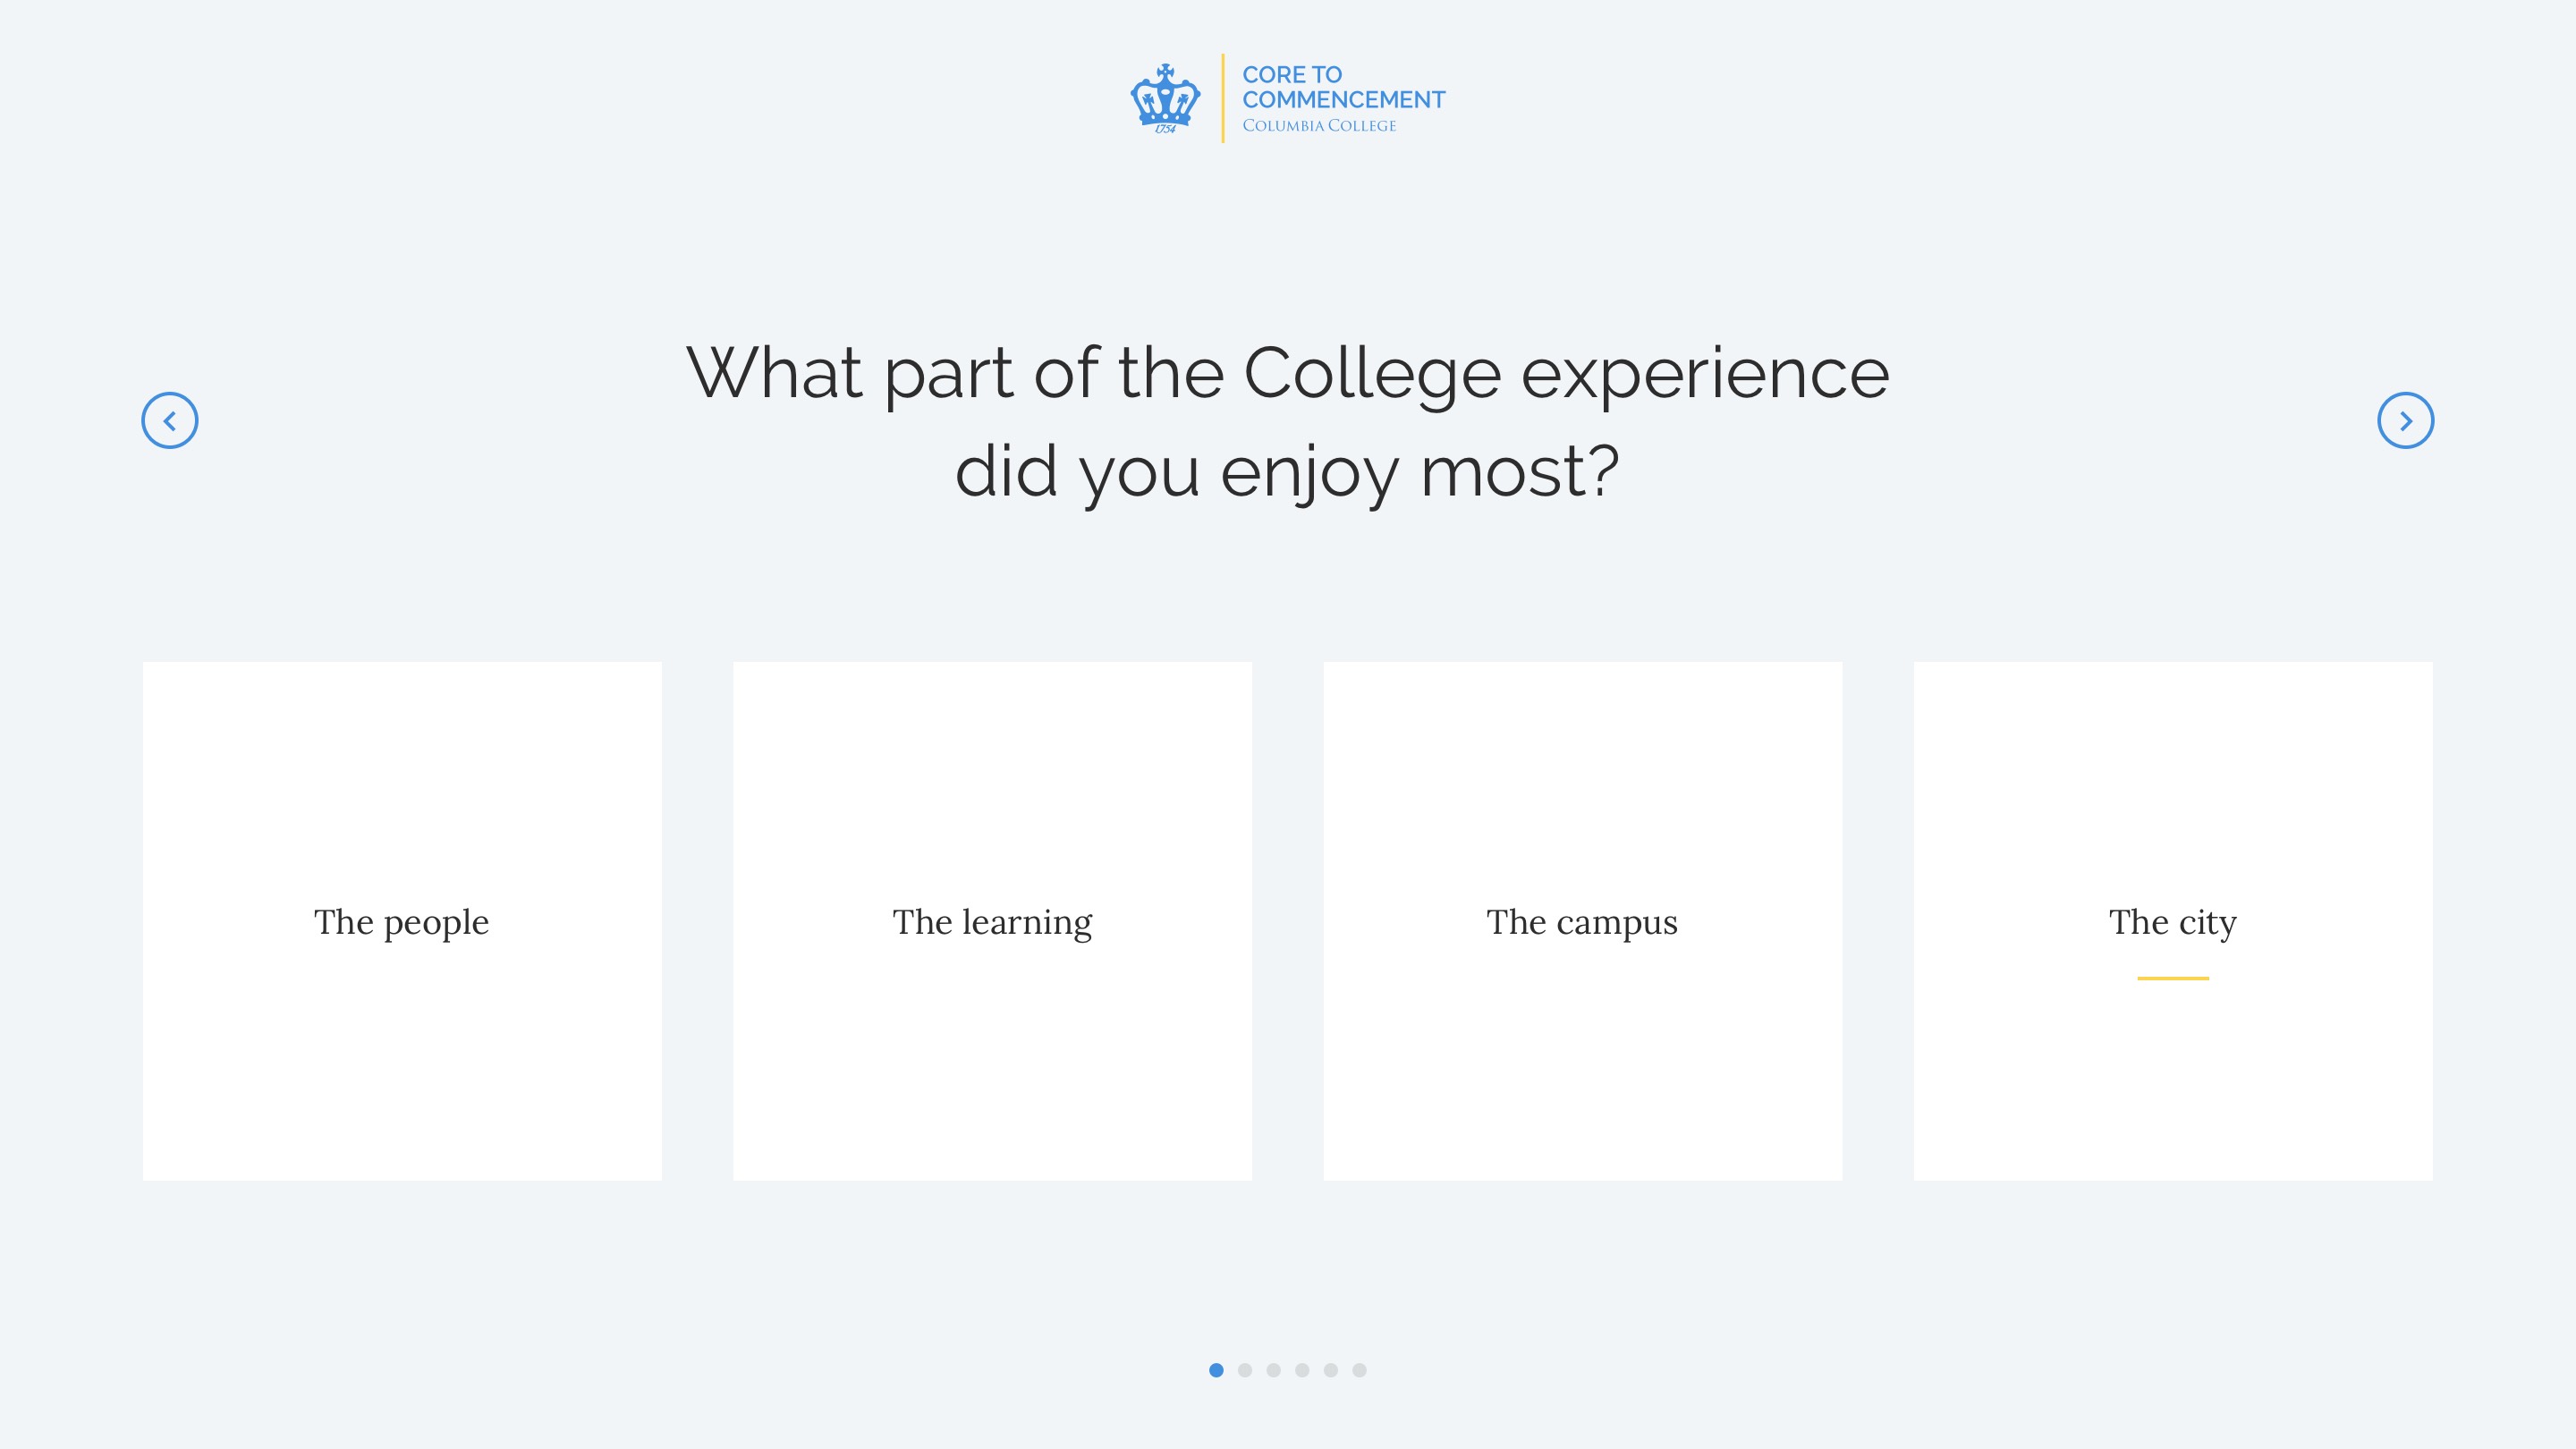 1754
CORE TO
COMMENCEMENT
COLUMBIA COLLEGE
What part of the College experience
did you enjoy most?
The people
The learning
The campus
The city